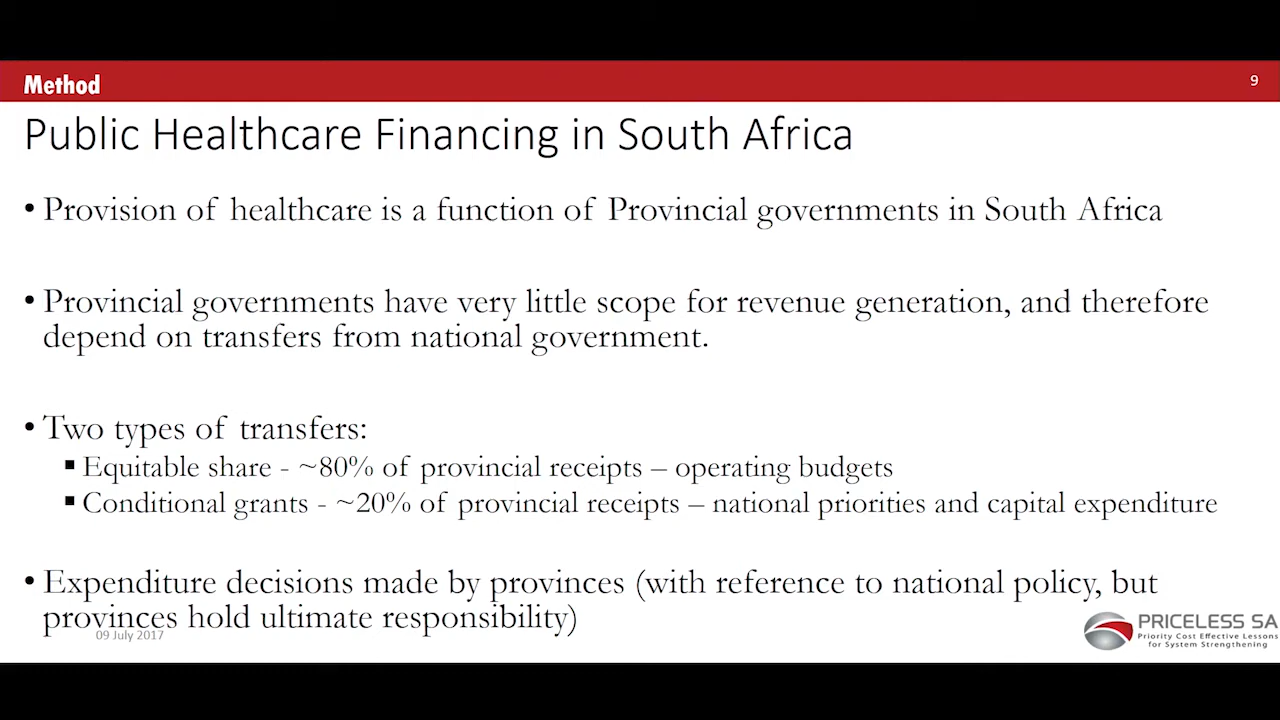 Method
9
Public Healthcare Financing in South Africa
• Provision of healthcare is a function of Provincial governments in South Africa
• Provincial governments have very little scope for revenue generation, and therefore
depend on transfers from national government.
• Two types of transfers:
▪ Equitable share - ~80% of provincial receipts – operating budgets
▪ Conditional grants - ~20% of provincial receipts – national priorities and capital expenditure
• Expenditure decisions made by provinces (with reference to national policy, but
provinces hold ultimate responsibility)
09 July 2017
PRICELESS SA
Priority Cost Effective Lessons
for System Strengthening